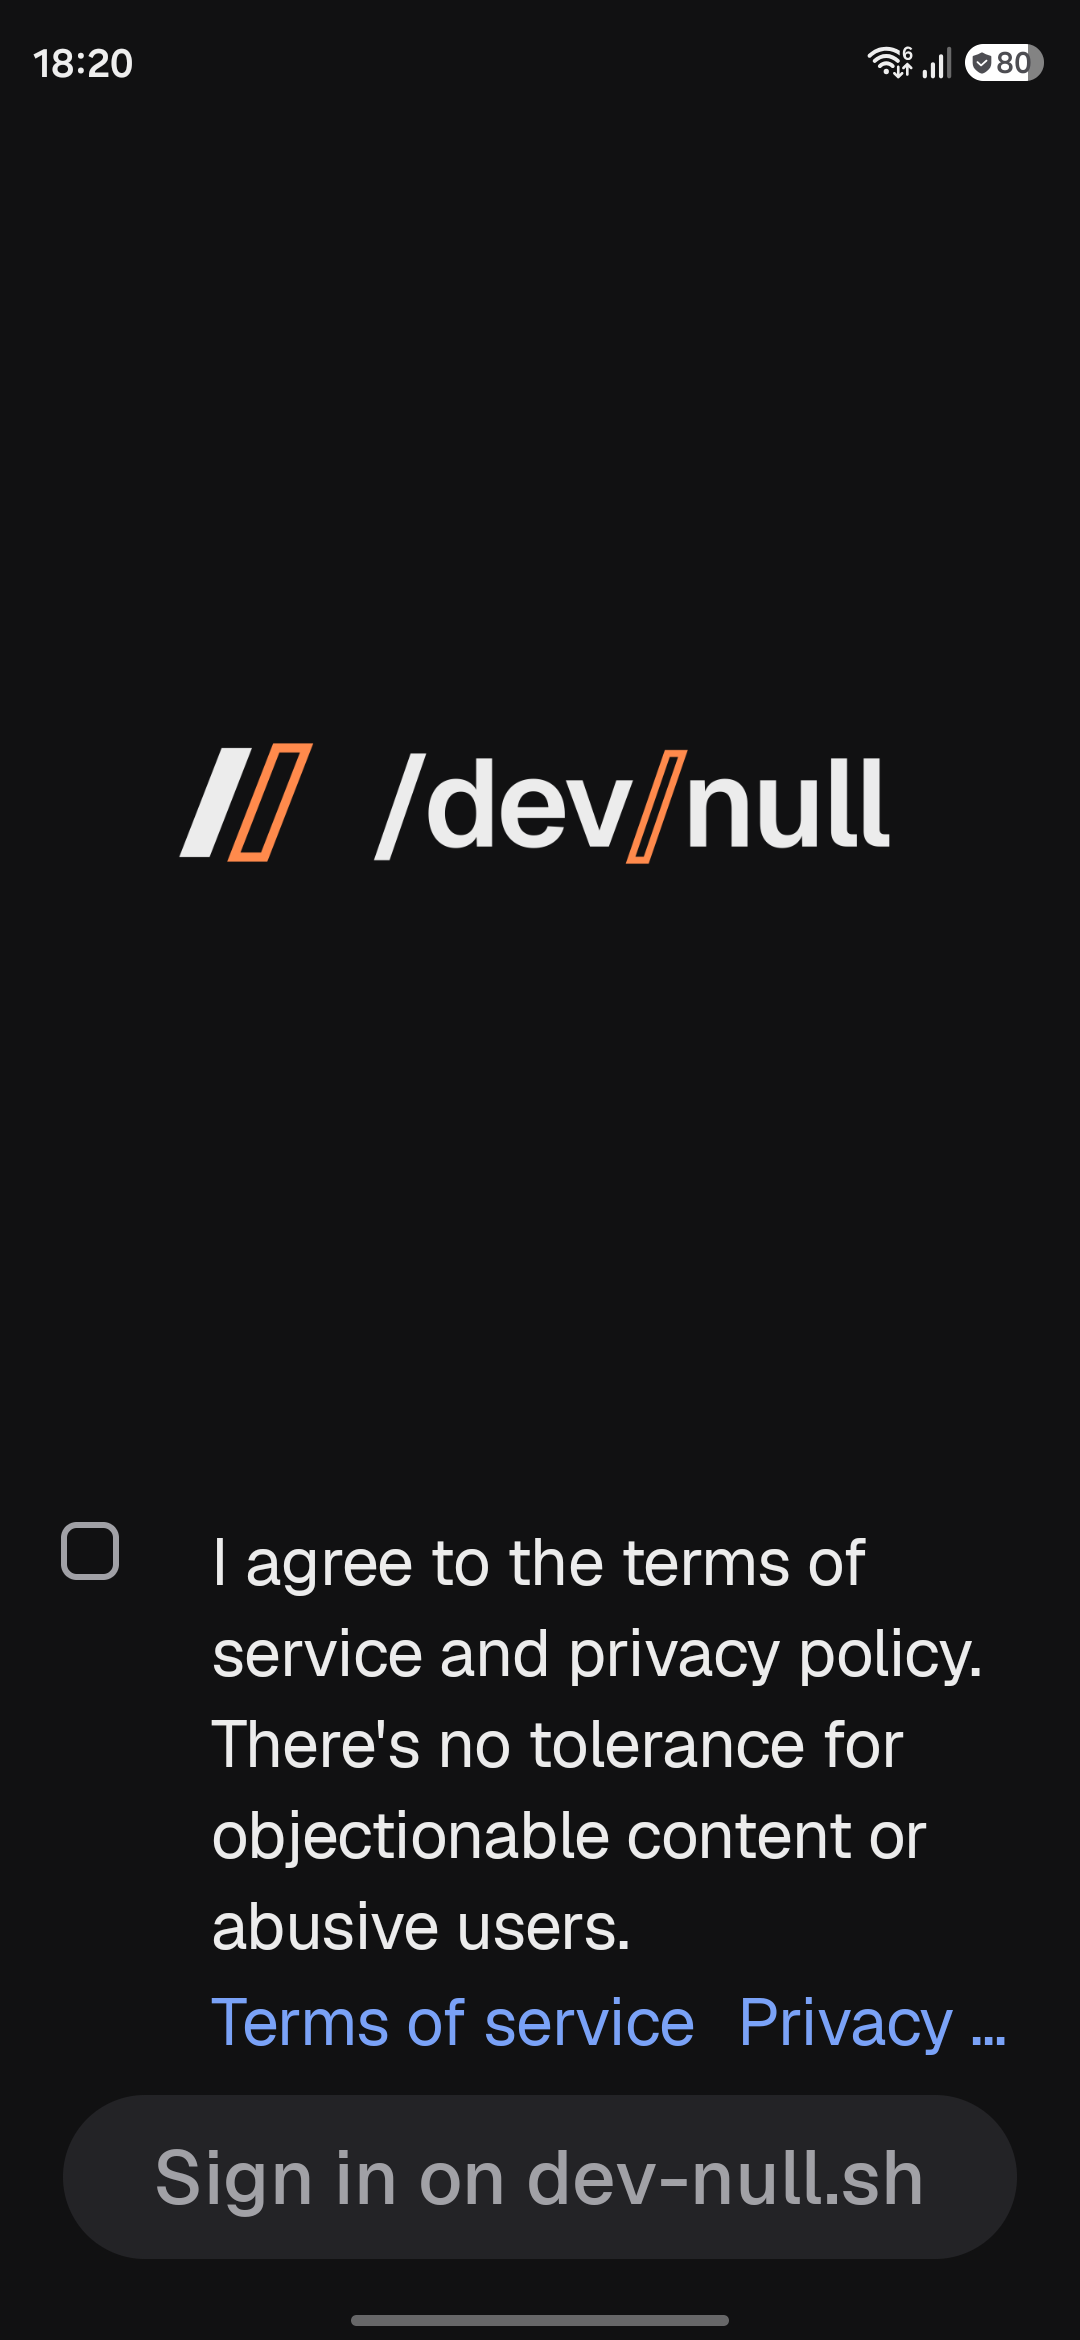 18:20
6
80
/dev/null
I agree to the terms of
service and privacy policy.
There's no tolerance for
objectionable content or
abusive users.
Terms of service Privacy ...
Sign in on dev-null.sh